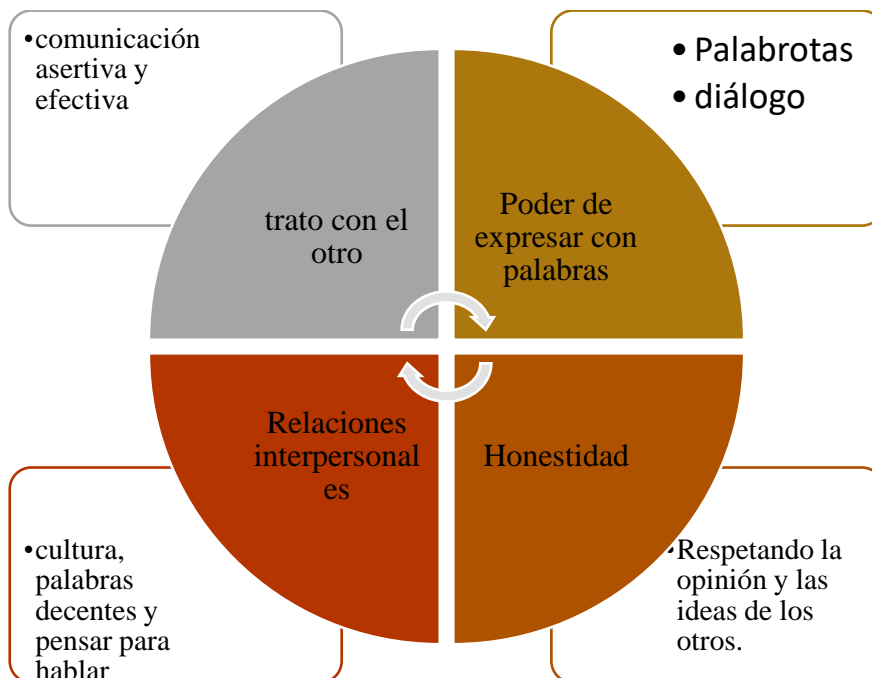 •comunicación
asertiva y
efectiva
• Palabrotas
• diálogo
trato con el
otro
Poder de
expresar con
palabras
Relaciones
interpersonal
es
Honestidad
•cultura,
palabras
decentes y
pensar para
hablar
•Respetando la
opinión y las
ideas de los
otros.